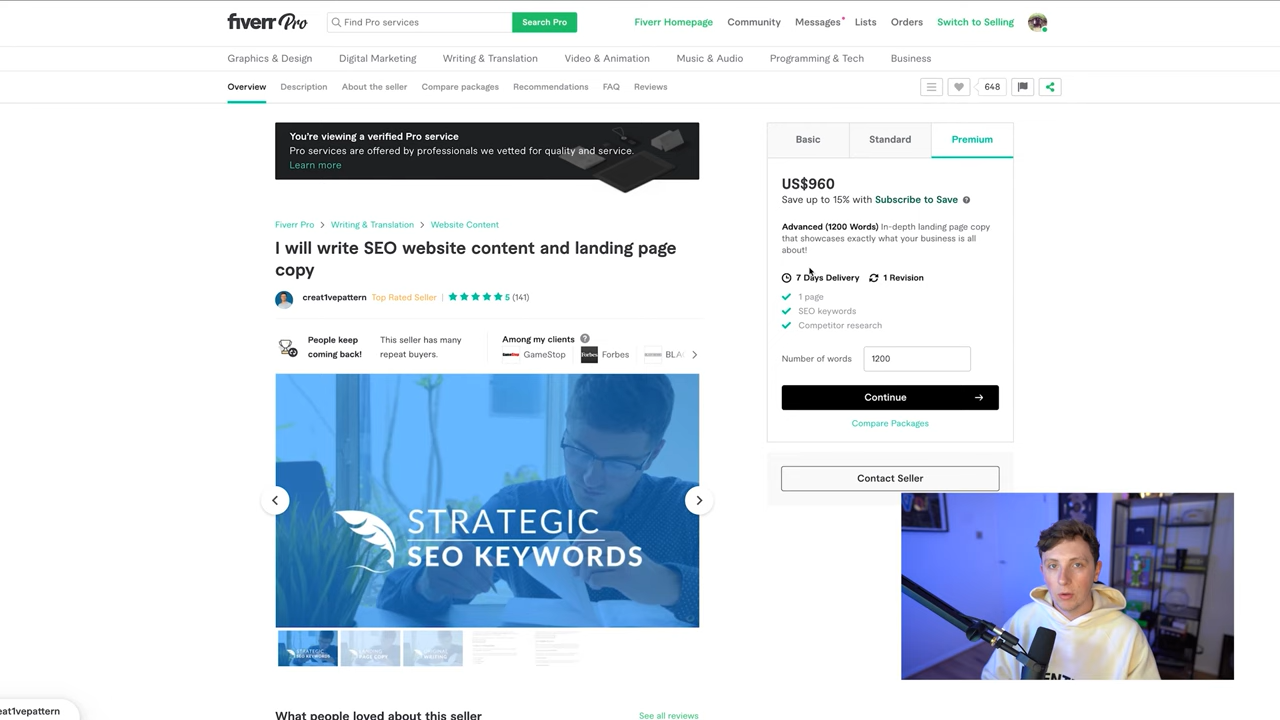 fiverr Pro
Find Pro services
Search Pro
Fiverr Homepage
Community
Messages
Lists
Orders
Switch to Selling
Graphics & Design
Digital Marketing
Writing & Translation
Video & Animation
Music & Audio
Programming & Tech
Business
Overview
Description
About the seller
Compare packages
Recommendations
FAQ
Reviews
648
You're viewing a verified Pro service
Pro services are offered by professionals we vetted for quality and service.
Learn more
Fiverr Pro > Writing & Translation > Website Content
I will write SEO website content and landing page
copy
creat1vepattern Top Rated Seller | 5 (141)
People keep
coming back!
This seller has many
repeat buyers.
Among my clients
GameStop
Forbes
BLA
STRATEGIC
SEO KEYWORDS
What people loved about this seller
See all reviews
Basic
Standard
Premium
US$960
Save up to 15% with Subscribe to Save
Advanced (1200 Words) In-depth landing page copy
that showcases exactly what your business is all
about!
7 Days Delivery
1 Revision
1 page
SEO keywords
Competitor research
Number of words
1200
Continue
Compare Packages
Contact Seller
eat1vepattern